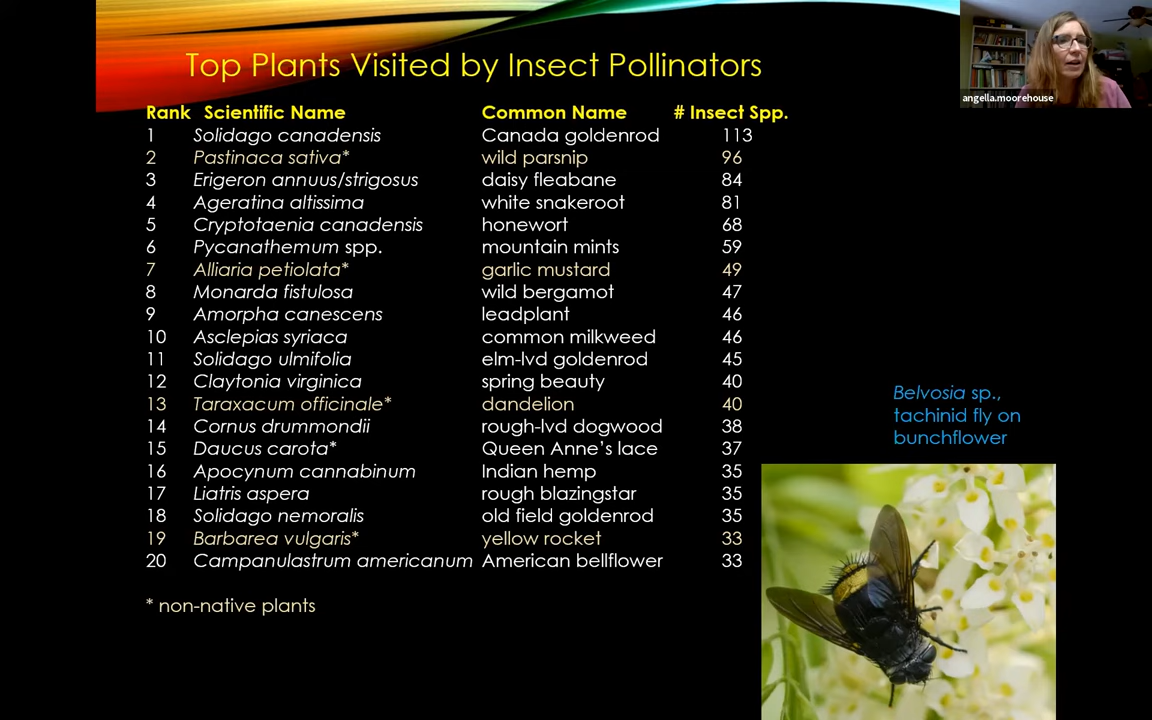 Top Plants Visited by Insect Pollinators
angella.moorehouse
Rank Scientific Name Common Name # Insect Spp.
1 Solidago canadensis Canada goldenrod 113
2 Pastinaca sativa* wild parsnip 96
3 Erigeron annuus/strigosus daisy fleabane 84
4 Ageratina altissima white snakeroot 81
5 Cryptotaenia canadensis honewort 68
6 Pycanathemum spp. mountain mints 59
7 Alliaria petiolata* garlic mustard 49
8 Monarda fistulosa wild bergamot 47
9 Amorpha canescens leadplant 46
10 Asclepias syriaca common milkweed 46
11 Solidago ulmifolia elm-lvd goldenrod 45
12 Claytonia virginica spring beauty 40
13 Taraxacum officinale* dandelion 40
14 Cornus drummondii rough-lvd dogwood 38
15 Daucus carota* Queen Anne's lace 37
16 Apocynum cannabinum Indian hemp 35
17 Liatris aspera rough blazingstar 35
18 Solidago nemoralis old field goldenrod 35
19 Barbarea vulgaris* yellow rocket 33
20 Campanulastrum americanum American bellflower 33
* non-native plants
Belvosia sp.,
tachinid fly on
bunchflower